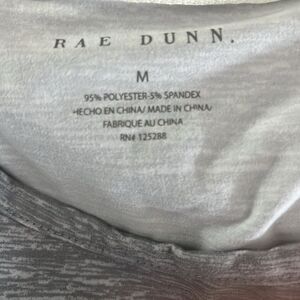 RAE DUNN.
M
95% POLYESTER-5% SPANDEX
HECHO EN CHINA/ MADE IN CHINA/
FABRIQUE AU CHINA
RN# 125288